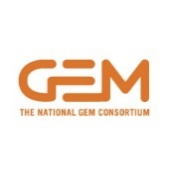 GEM
THE NATIONAL GEM CONSORTIUM